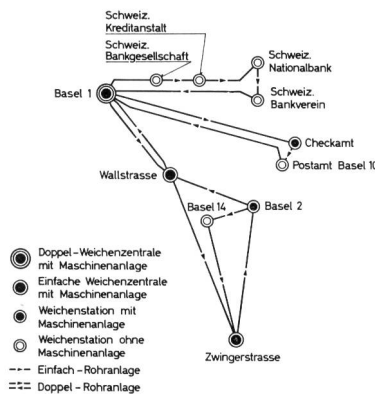 Schweiz.
Kreditanstalt
Schweiz.
Bankgesellschaft
Schweiz.
Nationalbank
Basel 1
Schweiz.
Bankverein
Checkamt
Postamt Basel 10
Wallstrasse
Basel 14
Basel 2
Zwingerstrasse
Doppel-Weichenzentrale
mit Maschinenanlage
Einfache Weichenzentrale
mit Maschinenanlage
Weichenstation mit
Maschinenanlage
Weichenstation ohne
Maschinenanlage
Einfach-Rohranlage
Doppel-Rohranlage